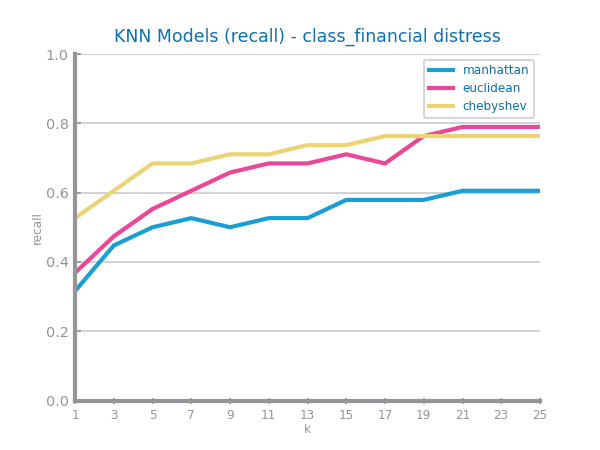 KNN Models (recall) - class_financial distress
1.0
manhattan
euclidean
chebyshev
0.8
0.6
recall
0.4
0.2
0.0
1 3 5 7 9 11 13 15 17 19 21 23 25
k